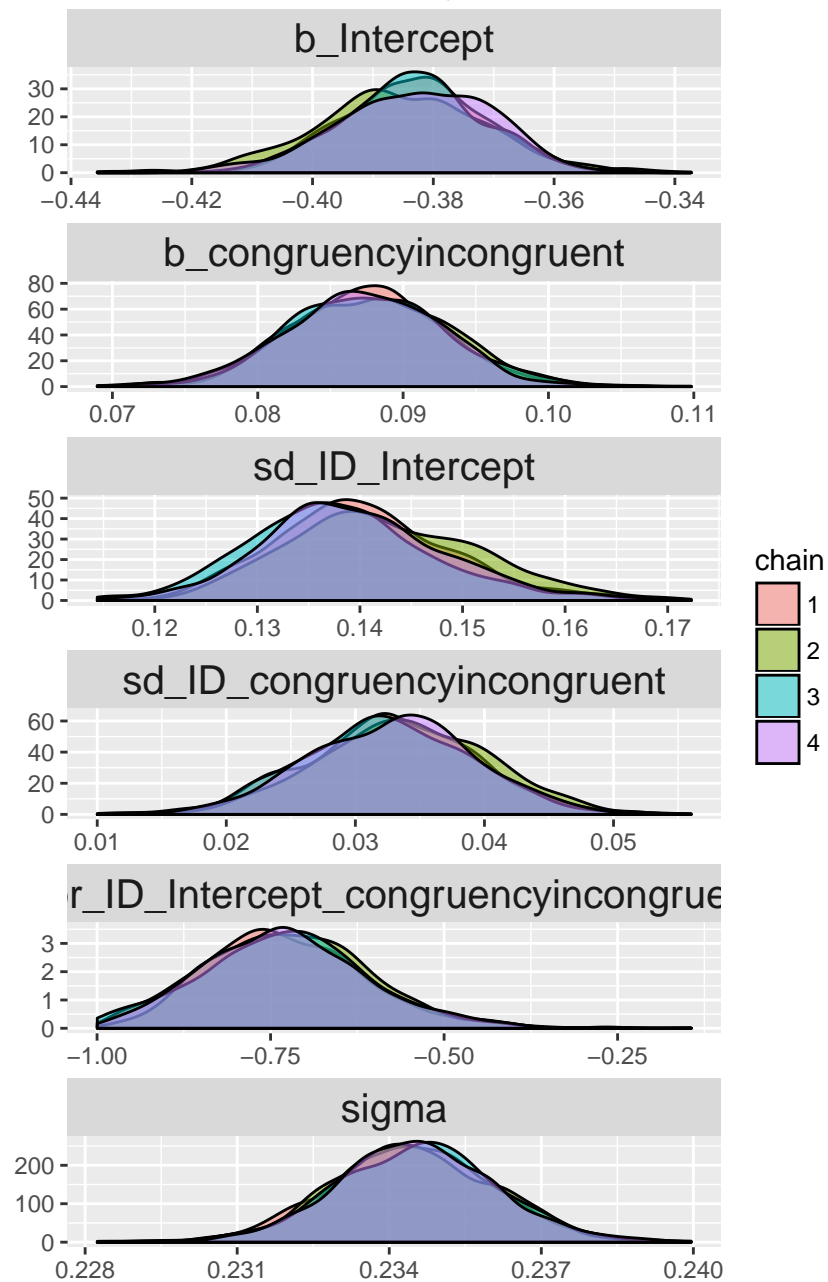 b_Intercept
30
20
10
0
−0.44 −0.42 −0.40 −0.38 −0.36 −0.34
b_congruencyincongruent
80
60
40
20
0
0.07 0.08 0.09 0.10 0.11
sd_ID_Intercept
50
40
30
20
10
0
0.12 0.13 0.14 0.15 0.16 0.17
sd_ID_congruencyincongruent
60
40
20
0
0.01 0.02 0.03 0.04 0.05
r_ID_Intercept_congruencyincongrue
3
2
1
0
−1.00 −0.75 −0.50 −0.25
sigma
200
100
0
0.228 0.231 0.234 0.237 0.240
chain
1
2
3
4